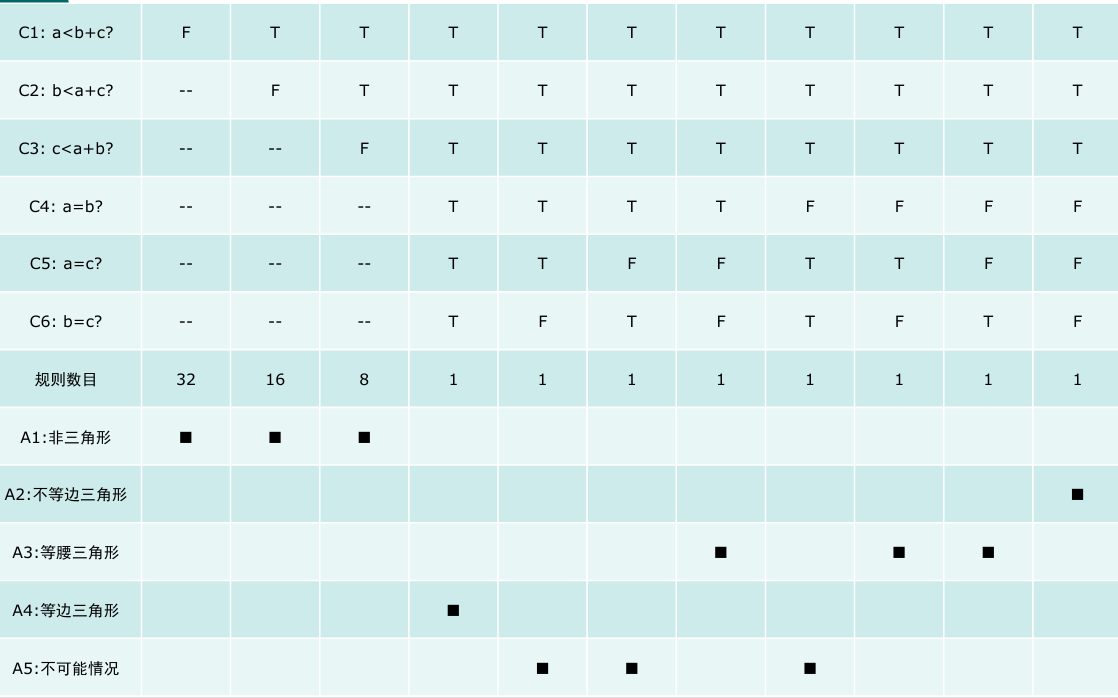 C1: a<b+c? F T T T T T T T T T T
C2: b<a+c? -- F T T T T T T T T T
C3: c<a+b? -- -- F T T T T T T T T
C4: a=b? -- -- -- T T T T F F F F
C5: a=c? -- -- -- T T F F T T F F
C6: b=c? -- -- -- T F T F T F T F
规则数目 32 16 8 1 1 1 1 1 1 1 1
A1:非三角形 ■ ■ ■
A2:不等边三角形 ■
A3:等腰三角形 ■ ■ ■
A4:等边三角形 ■
A5:不可能情况 ■ ■ ■